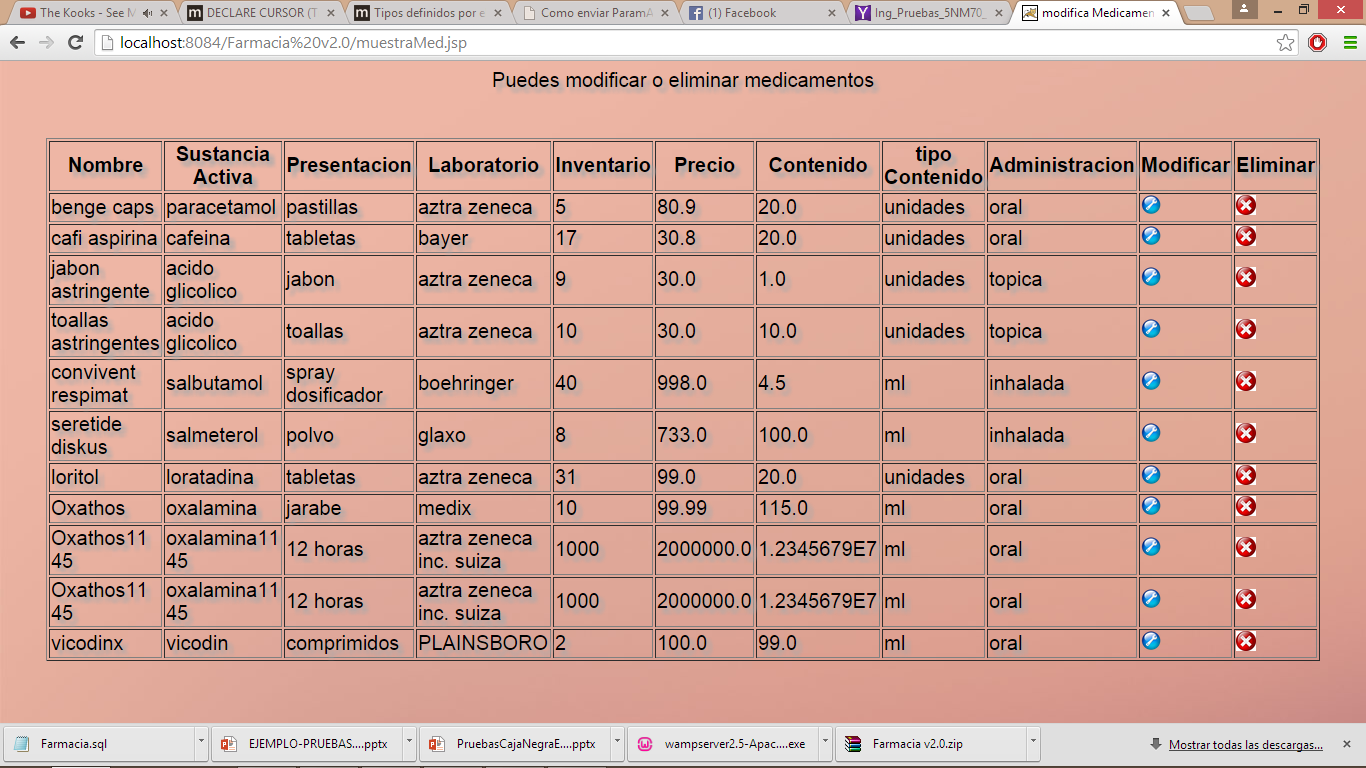 The Kooks - See M
DECLARE CURSOR (T
Tipos definidos por e
Como enviar ParamA
(1) Facebook
Ing_Pruebas_5NM70_
modifica Medicamen
localhost:8084/Farmacia%20v2.0/muestraMed.jsp
Puedes modificar o eliminar medicamentos
Nombre Sustancia Activa Presentacion Laboratorio Inventario Precio Contenido tipo Contenido Administracion Modificar Eliminar
benge caps paracetamol pastillas aztra zeneca 5 80.9 20.0 unidades oral
cafi aspirina cafeina tabletas bayer 17 30.8 20.0 unidades oral
jabon astringente acido glicolico jabon aztra zeneca 9 30.0 1.0 unidades topica
toallas astringentes acido glicolico toallas aztra zeneca 10 30.0 10.0 unidades topica
convivent respimat salbutamol spray dosificador boehringer 40 998.0 4.5 ml inhalada
seretide diskus salmeterol polvo glaxo 8 733.0 100.0 ml inhalada
loritol loratadina tabletas aztra zeneca 31 99.0 20.0 unidades oral
Oxathos oxalamina jarabe medix 10 99.99 115.0 ml oral
Oxathos11 45 oxalamina11 45 12 horas aztra zeneca inc. suiza 1000 2000000.0 1.2345679E7 ml oral
Oxathos11 45 oxalamina11 45 12 horas aztra zeneca inc. suiza 1000 2000000.0 1.2345679E7 ml oral
vicodinx vicodin comprimidos PLAINSBORO 2 100.0 99.0 ml oral
Farmacia.sql
EJEMPLO-PRUEBAS....pptx
PruebasCajaNegraE....pptx
wampserver2.5-Apac....exe
Farmacia v2.0.zip
Mostrar todas las descargas...